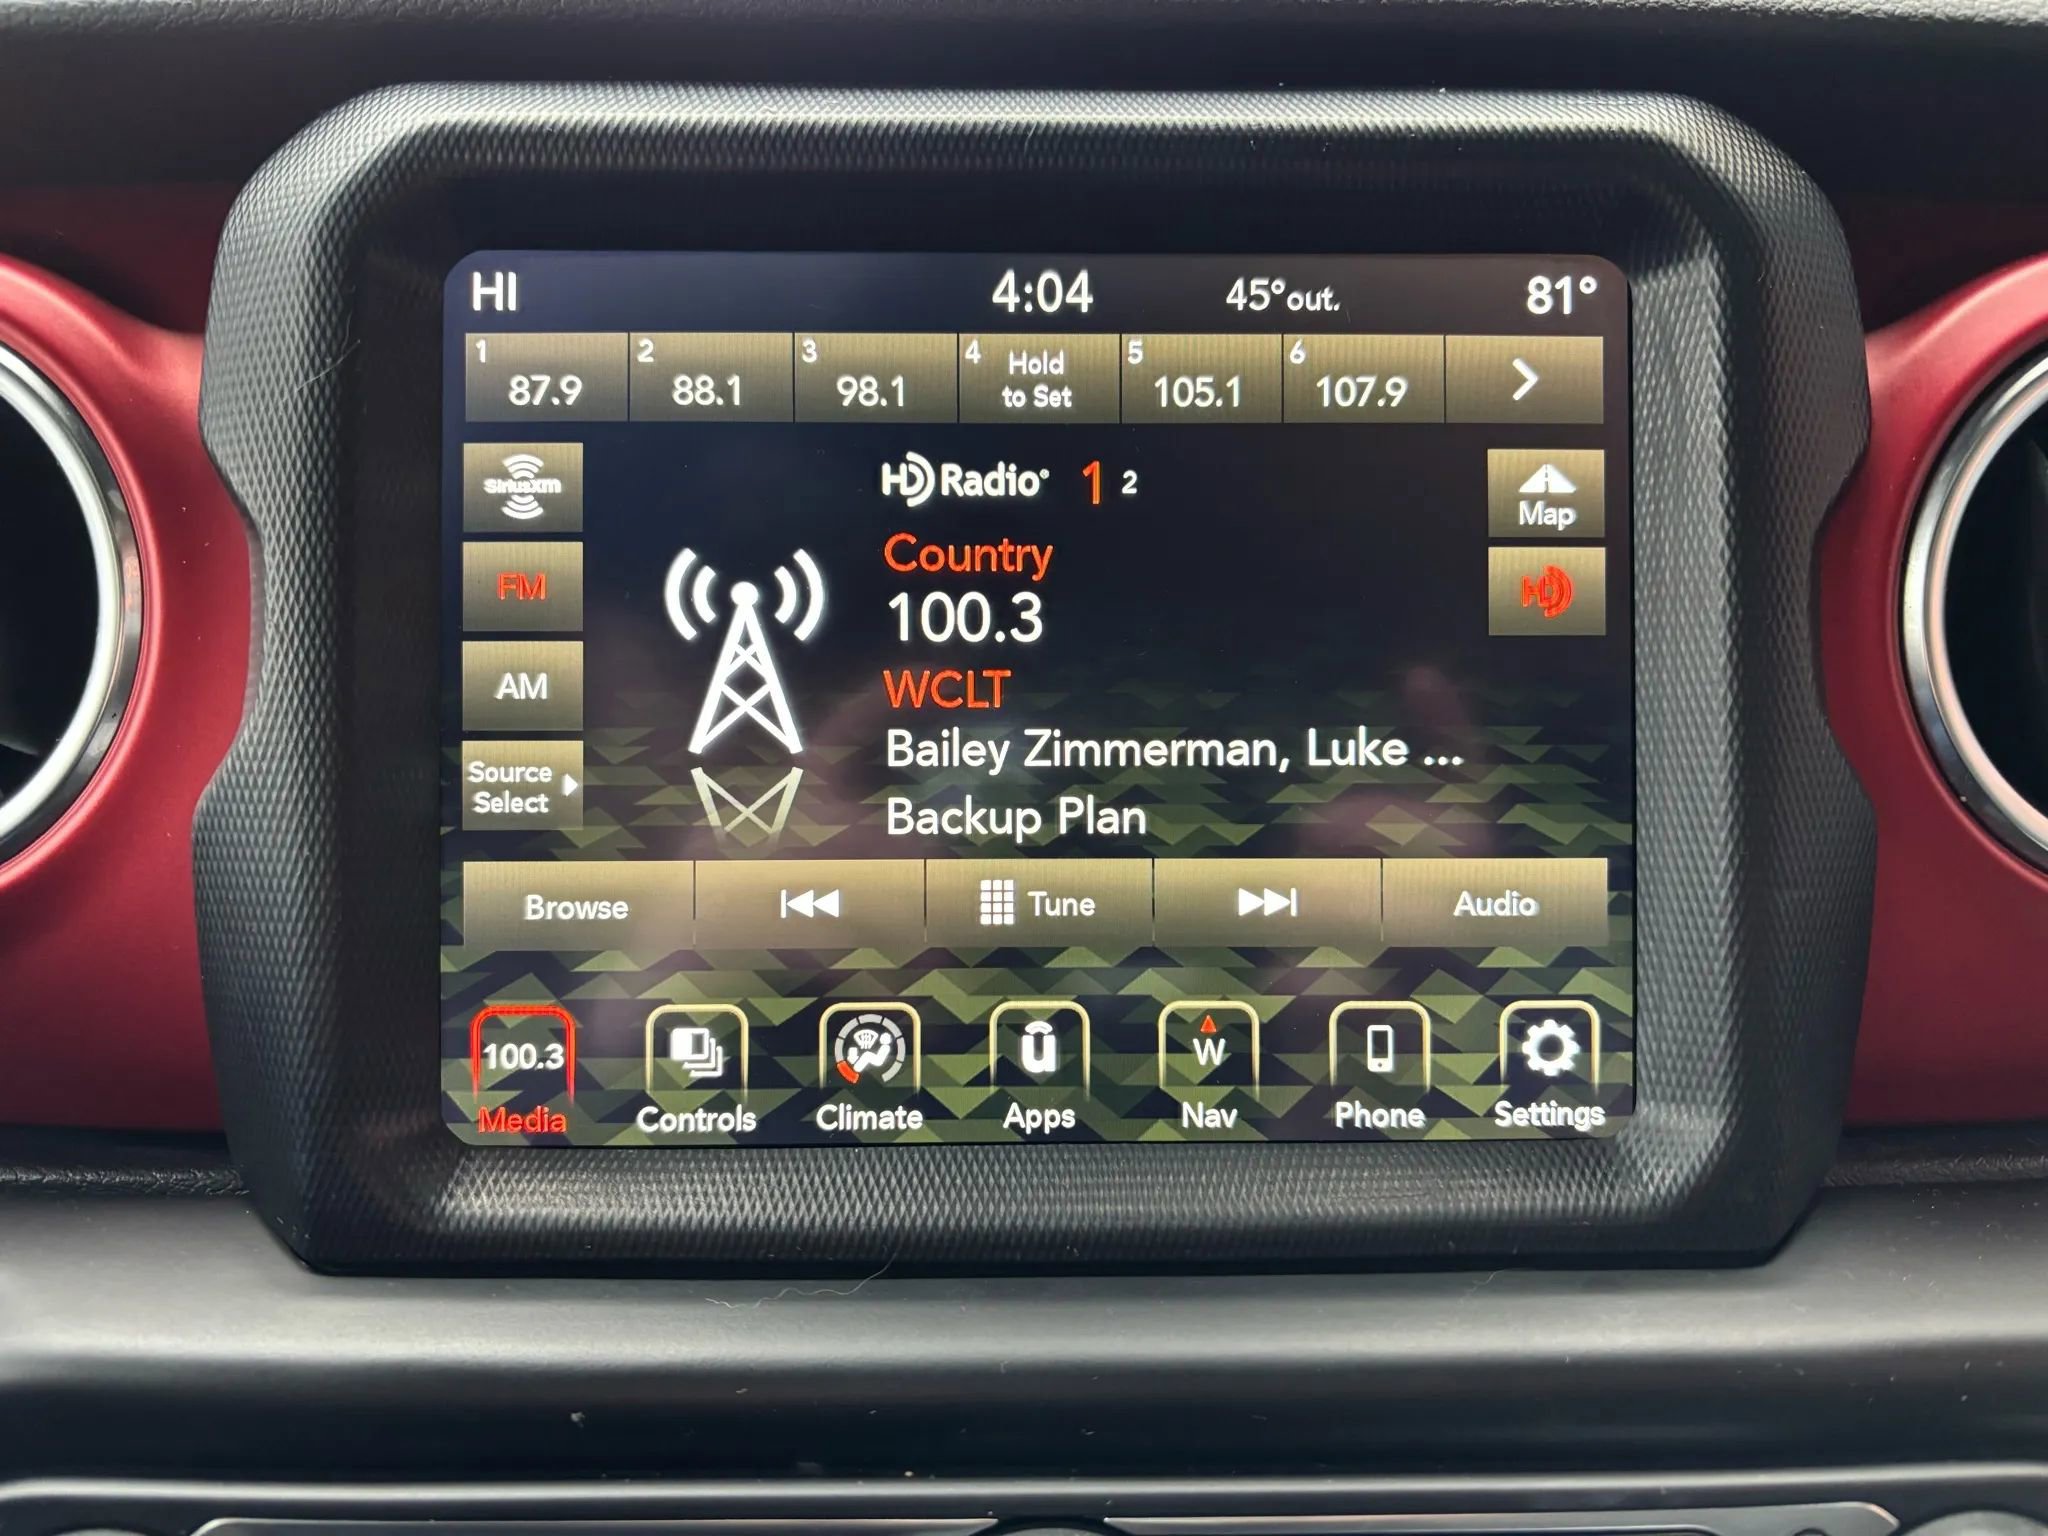 HI 4:04 45°out. 81°
1 87.9 2 88.1 3 98.1 4 Hold to Set 5 105.1 6 107.9
SiriusXM
HD Radio® 1 2
Map
Country
FM
HD
100.3
AM
WCLT
Bailey Zimmerman, Luke ...
Source
Select
Backup Plan
Browse Tune Audio
100.3 u W
Media Controls Climate Apps Nav Phone Settings